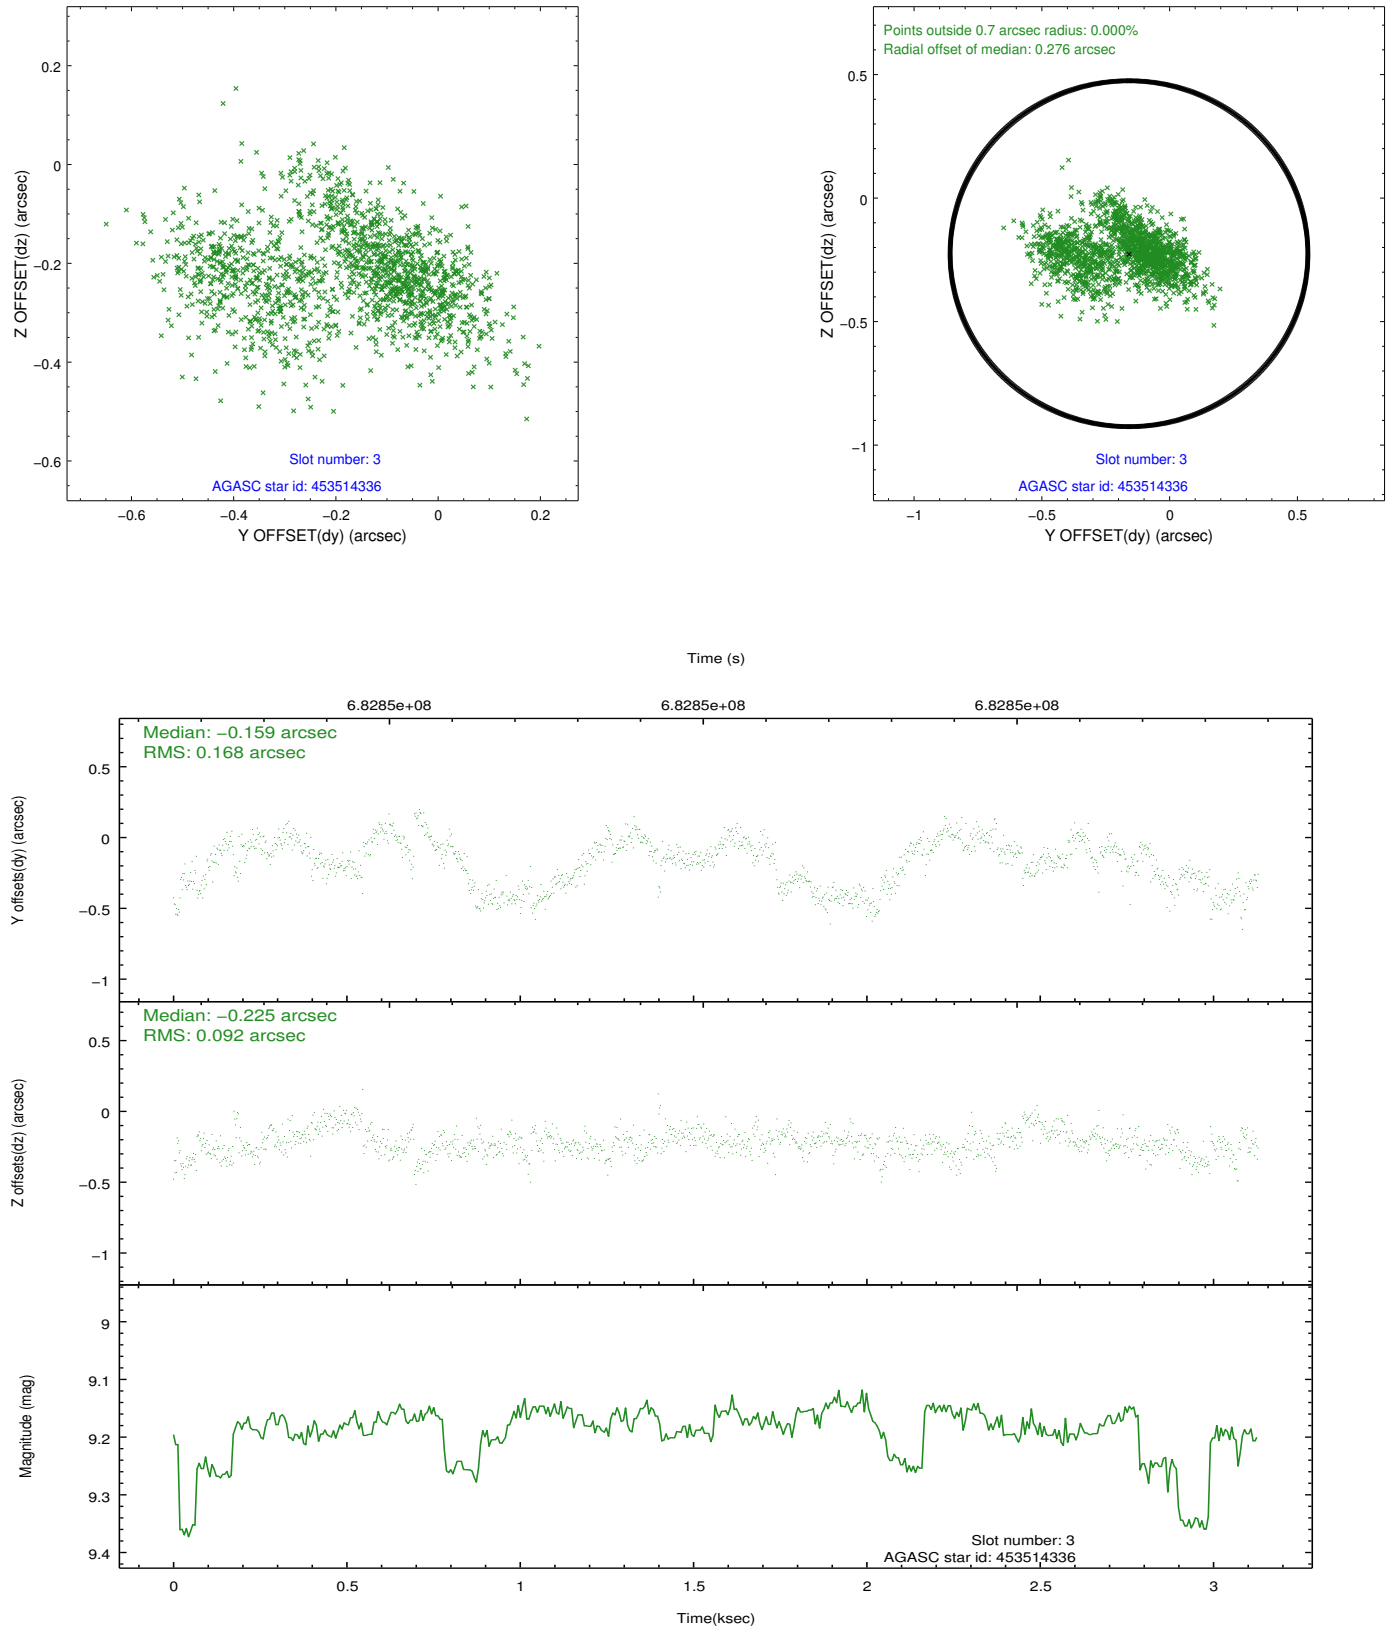 0.2
0
−0.2
−0.4
−0.6
Z OFFSET(dz) (arcsec)
Slot number: 3
AGASC star id: 453514336
−0.6 −0.4 −0.2 0 0.2
Y OFFSET(dy) (arcsec)
Points outside 0.7 arcsec radius: 0.000%
Radial offset of median: 0.276 arcsec
0.5
0
−0.5
−1
Z OFFSET(dz) (arcsec)
Slot number: 3
AGASC star id: 453514336
−1 −0.5 0 0.5
Y OFFSET(dy) (arcsec)
Time (s)
6.8285e+08 6.8285e+08 6.8285e+08
Median: −0.159 arcsec
RMS: 0.168 arcsec
0.5
0
−0.5
−1
Y offsets(dy) (arcsec)
Median: −0.225 arcsec
RMS: 0.092 arcsec
0.5
0
−0.5
−1
Z offsets(dz) (arcsec)
9
9.1
9.2
9.3
9.4
Magnitude (mag)
Slot number: 3
AGASC star id: 453514336
0 0.5 1 1.5 2 2.5 3
Time(ksec)